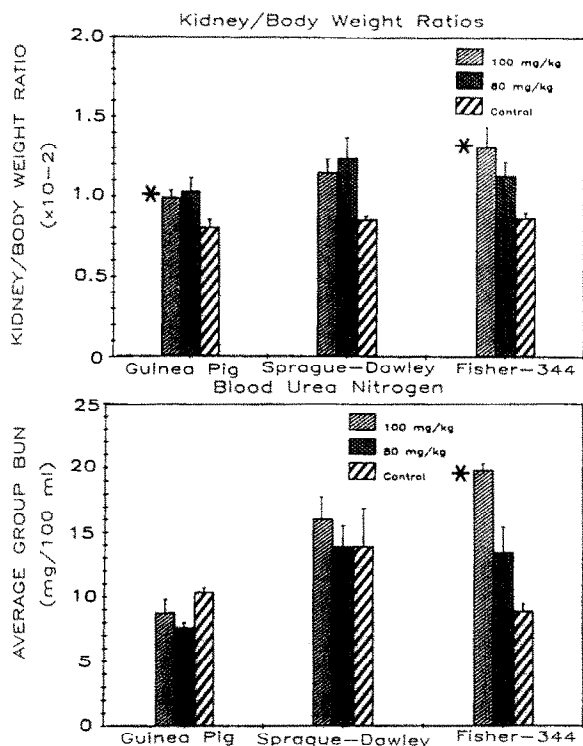 Kidney/Body Weight Ratios
KIDNEY/BODY WEIGHT RATIO
(x10-2)
2.0
1.5
1.0
0.5
0
100 mg/kg
80 mg/kg
Control
Guinea Pig Sprague-Dawley Fisher-344
Blood Urea Nitrogen
AVERAGE GROUP BUN
(mg/100 ml)
25
20
15
10
5
0
100 mg/kg
80 mg/kg
Control
Guinea Pig Sprague-Dawley Fisher-344